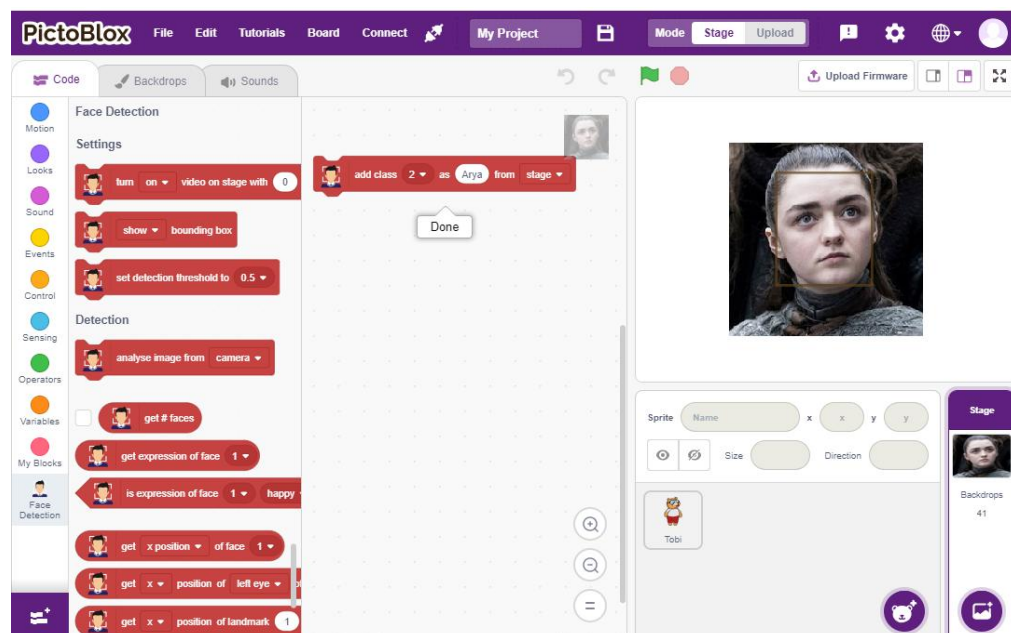 PictoBlox File Edit Tutorials Board Connect My Project Mode Stage Upload
Code Backdrops Sounds Upload Firmware
Motion
Looks
Sound
Events
Control
Sensing
Operators
Variables
My Blocks
Face
Detection
Face Detection
Settings
turn on video on stage with 0
show bounding box
set detection threshold to 0.5
Detection
analyse image from camera
get # faces
get expression of face 1
is expression of face 1 happy
get x position of face 1
get x position of left eye
get x position of landmark 1
add class 2 as Arya from stage
Done
Sprite Name x x y y
Size Direction
Tobi
Stage
Backdrops
41